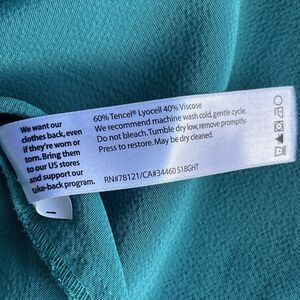 We want our
clothes back, even
if they're worn or
torn. Bring them
to our US stores
and support our
take-back program.
60% Tencel® Lyocell 40% Viscose
We recommend machine wash cold, gentle cycle.
Do not bleach. Tumble dry low, remove promptly.
Press to restore. May be dry cleaned.
RN#78121/CA#34460 S18GHT